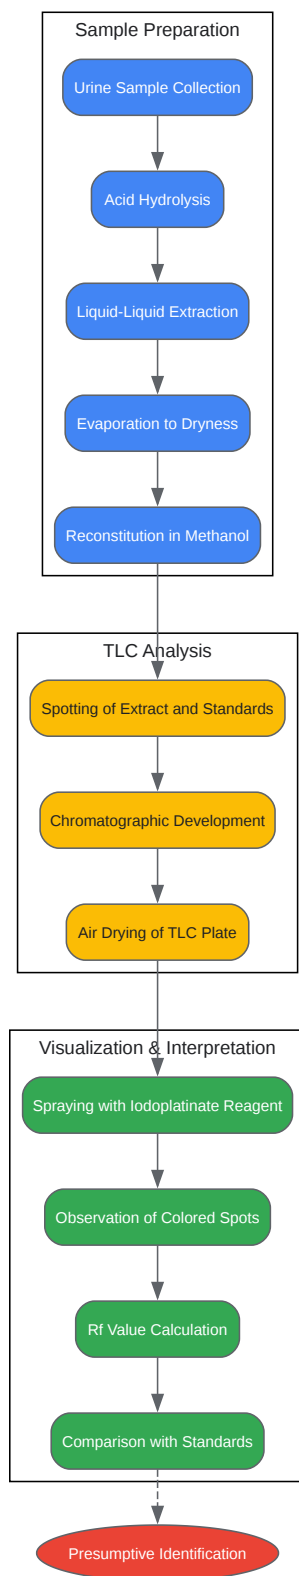 Sample Preparation
Urine Sample Collection
Acid Hydrolysis
Liquid-Liquid Extraction
Evaporation to Dryness
Reconstitution in Methanol
TLC Analysis
Spotting of Extract and Standards
Chromatographic Development
Air Drying of TLC Plate
Visualization & Interpretation
Spraying with Iodoplatinate Reagent
Observation of Colored Spots
Rf Value Calculation
Comparison with Standards
Presumptive Identification